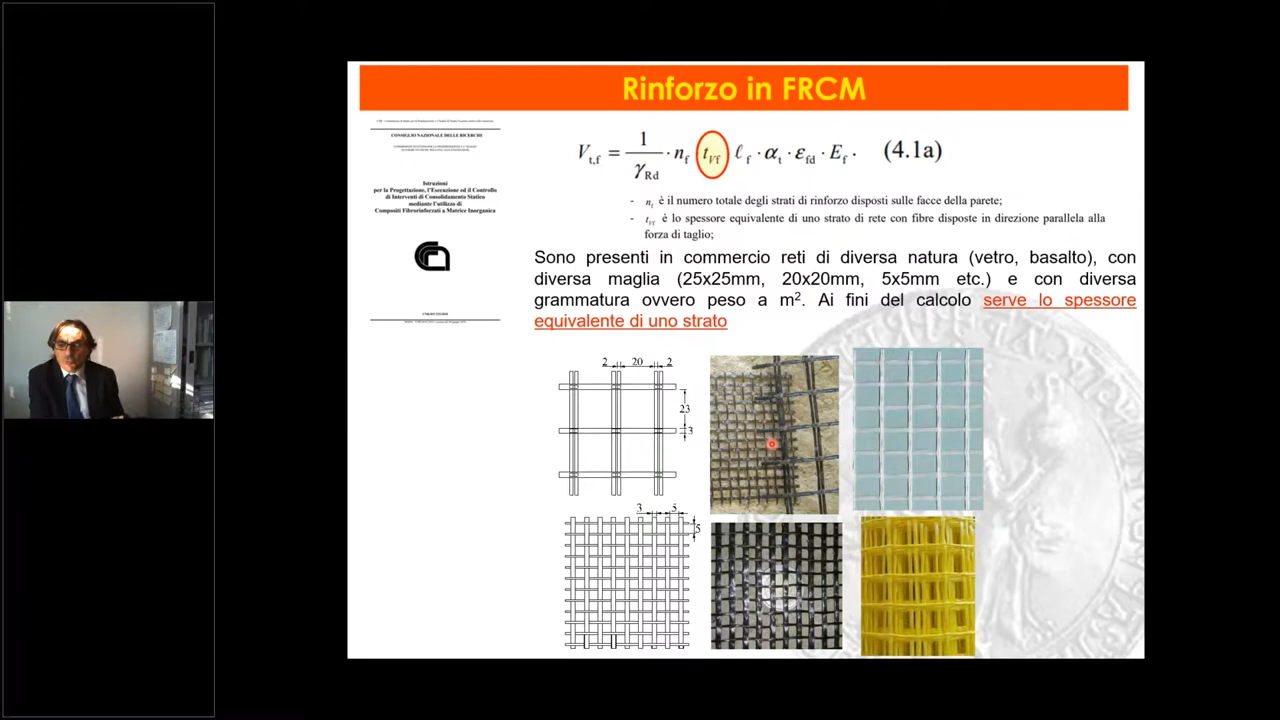 Rinforzo in FRCM
CONSIGLIO NAZIONALE DELLE RICERCHE
Istruzioni
per la Progettazione, l'Esecuzione ed il Controllo
di Interventi di Consolidamento Statico
mediante l'utilizzo di
Compositi Fibrorinforzati a Matrice Inorganica
V_t,f = 1/γ_Rd · n_f t_Vf ℓ_f · α_t · ε_fd · E_f . (4.1a)
- n_f è il numero totale degli strati di rinforzo disposti sulle facce della parete;
- t_Vf è lo spessore equivalente di uno strato di rete con fibre disposte in direzione parallela alla
forza di taglio;
Sono presenti in commercio reti di diversa natura (vetro, basalto), con
diversa maglia (25x25mm, 20x20mm, 5x5mm etc.) e con diversa
grammatura ovvero peso a m². Ai fini del calcolo serve lo spessore
equivalente di uno strato
2 20 2
23
3
3 5
5